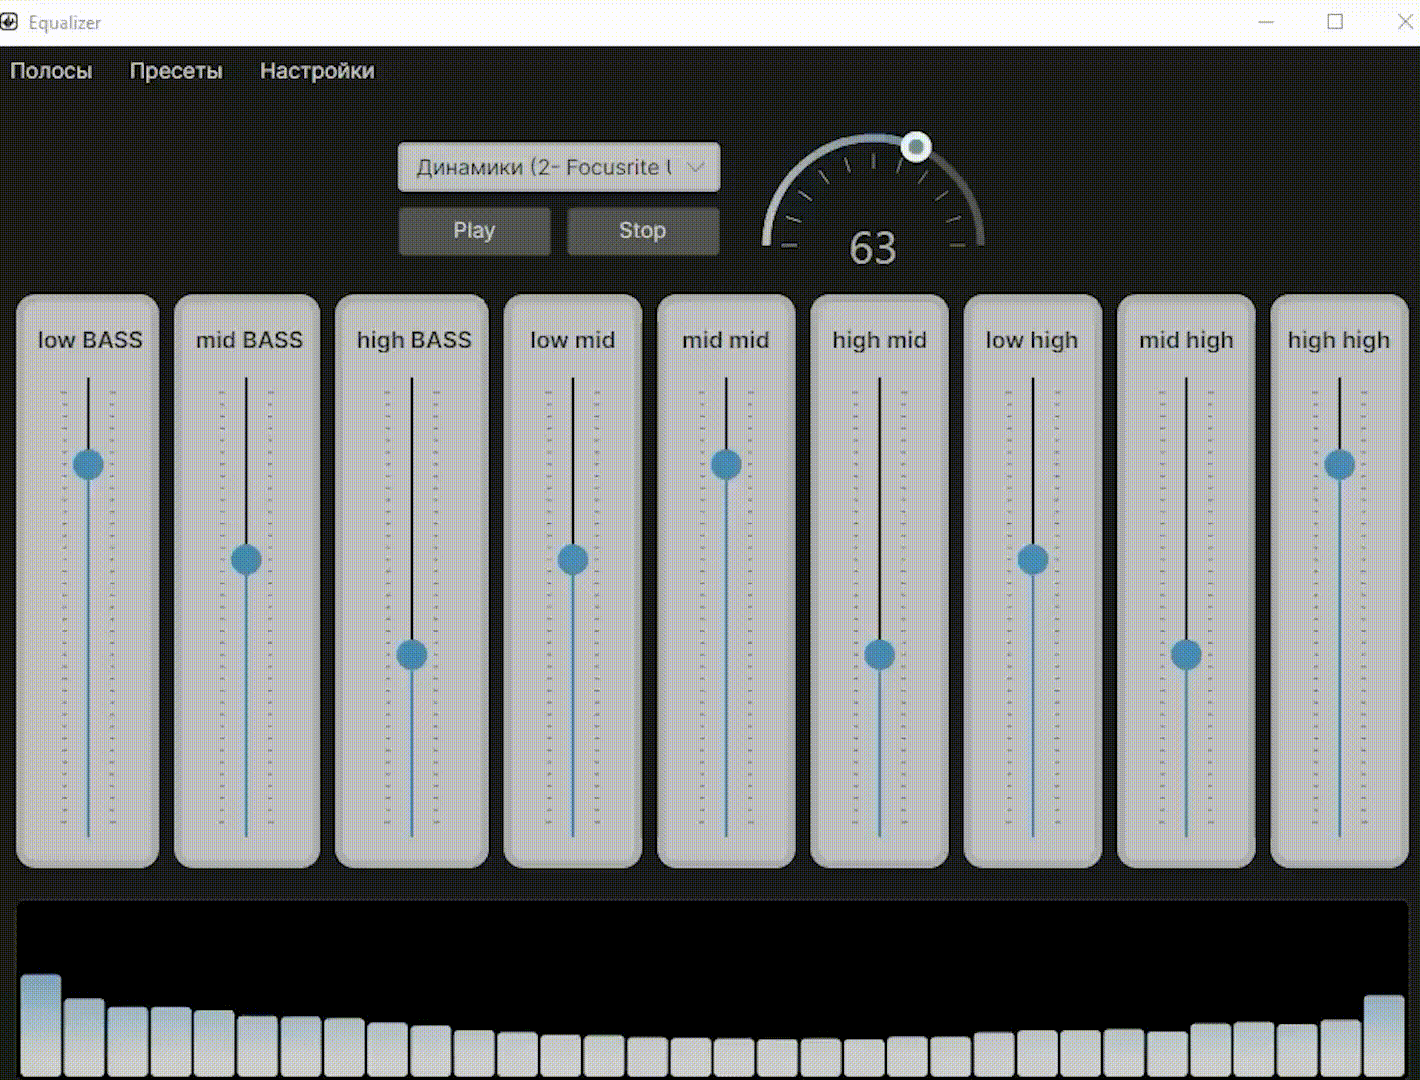 Equalizer
Полосы Пресеты Настройки
Динамики (2- Focusrite
Play Stop
63
low BASS mid BASS high BASS low mid mid mid high mid low high mid high high high